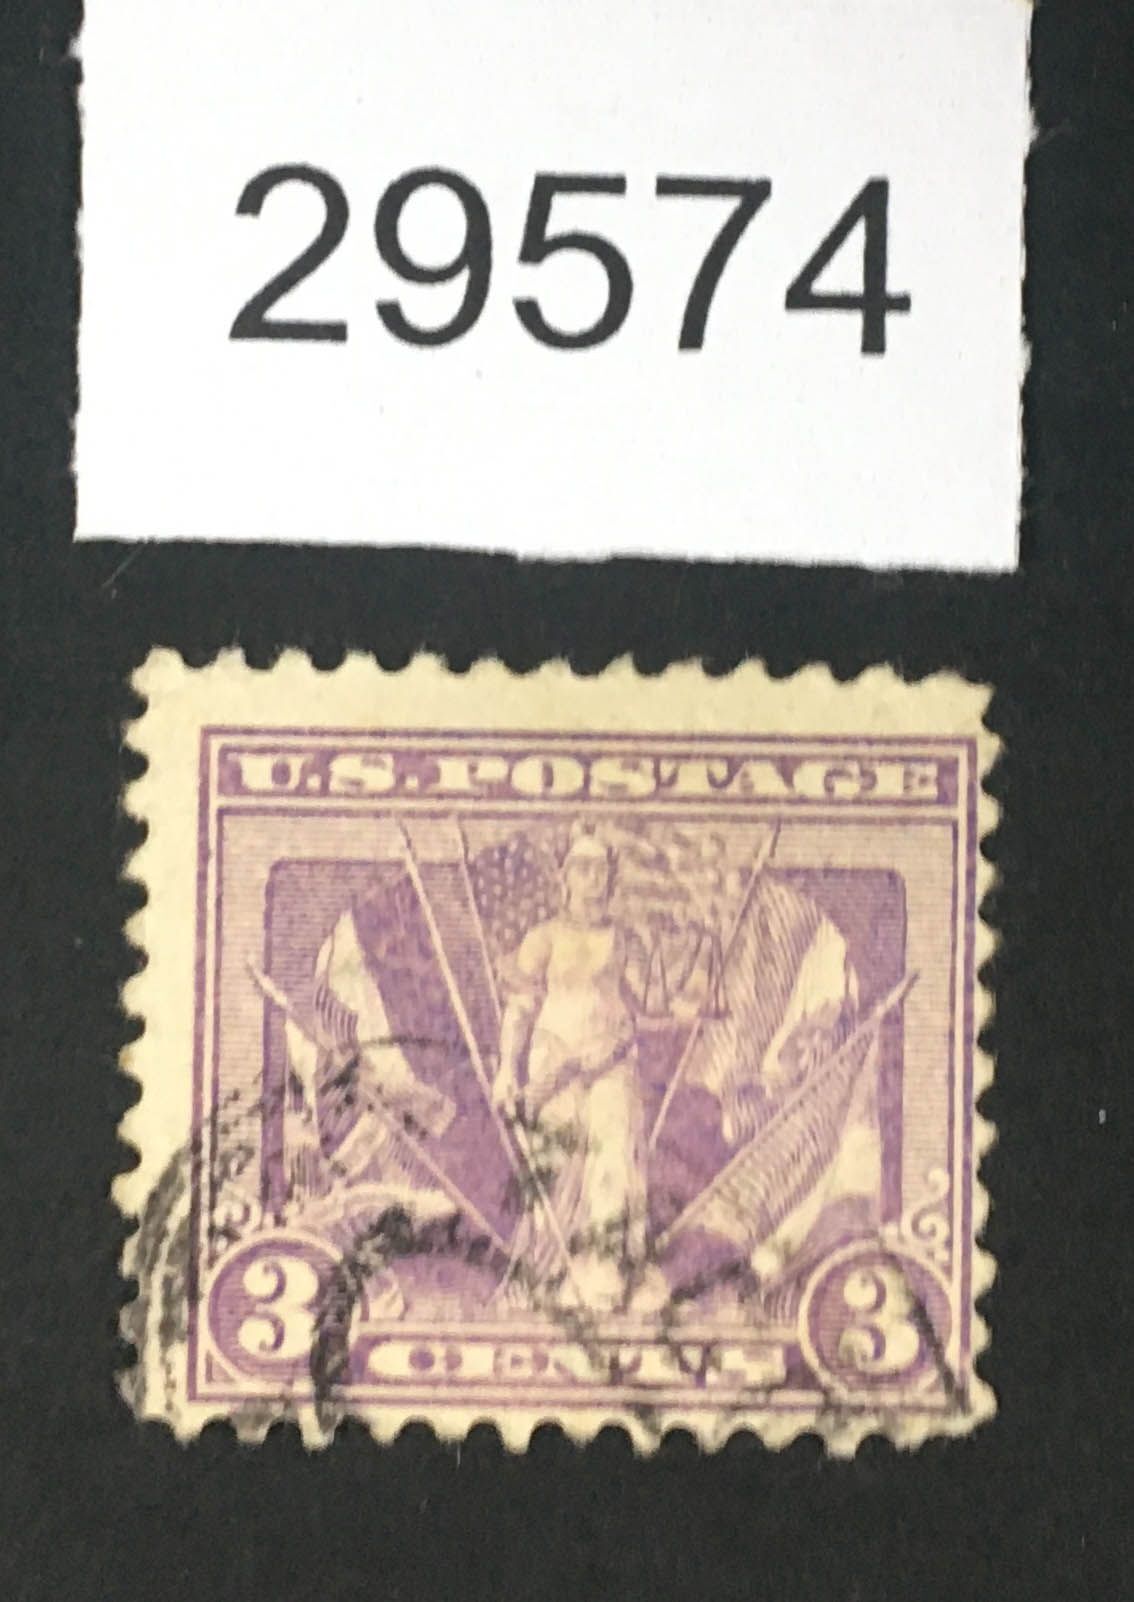 29574
U.S. POSTAGE
3 CENTS 3